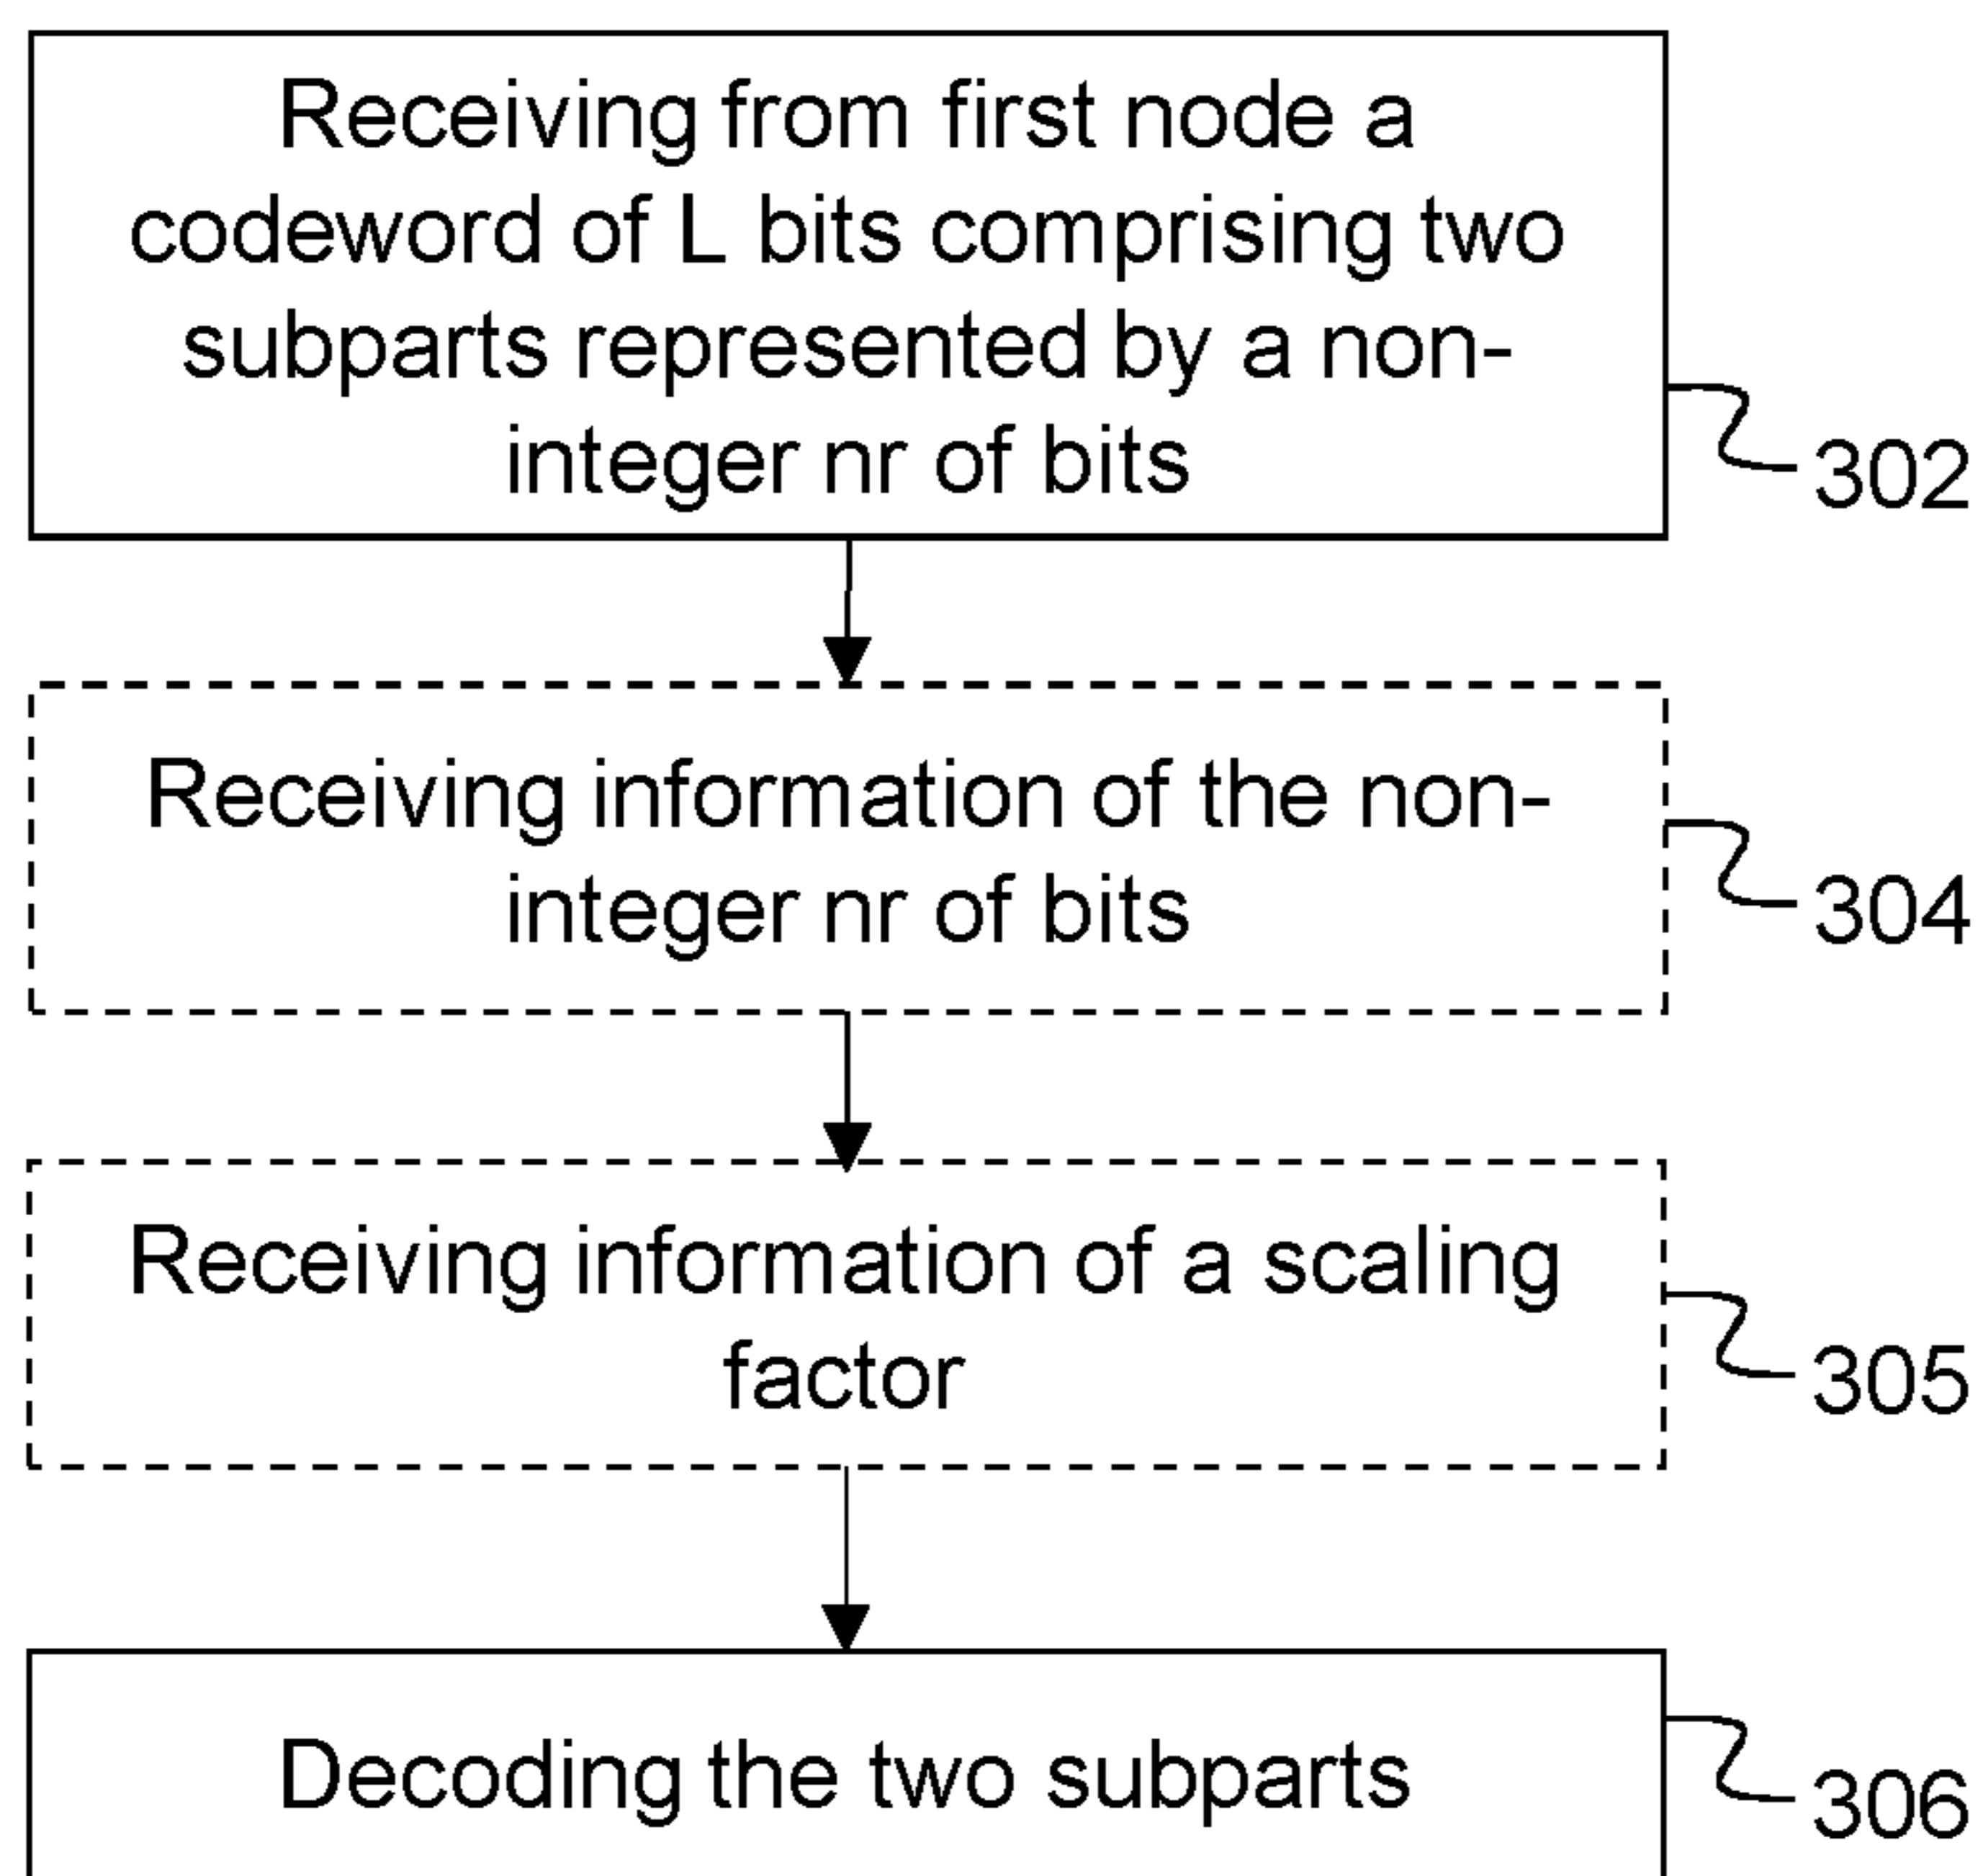 Receiving from first node a
codeword of L bits comprising two
subparts represented by a non-
integer nr of bits
302
Receiving information of the non-
integer nr of bits
304
Receiving information of a scaling
factor
305
Decoding the two subparts
306